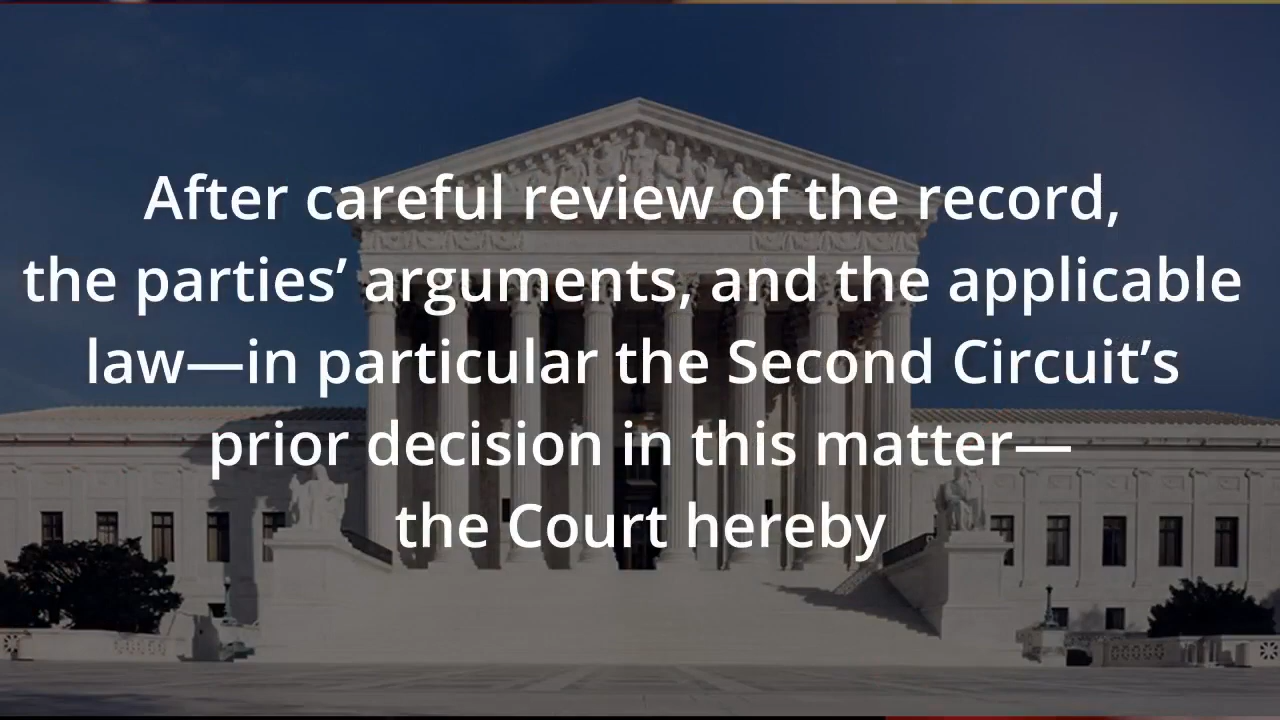 After careful review of the record,
the parties’ arguments, and the applicable
law—in particular the Second Circuit’s
prior decision in this matter—
the Court hereby